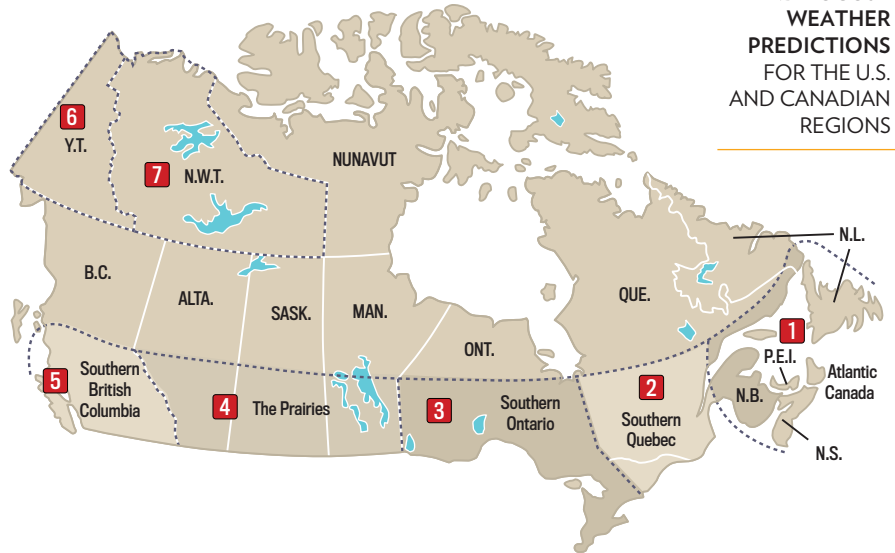 WEATHER
PREDICTIONS
FOR THE U.S.
AND CANADIAN
REGIONS
6
Y.T.
7
N.W.T.
NUNAVUT
N.L.
B.C.
ALTA.
SASK.
MAN.
ONT.
QUE.
1
P.E.I.
Atlantic
Canada
N.B.
N.S.
5
Southern
British
Columbia
4
The Prairies
3
Southern
Ontario
2
Southern
Quebec